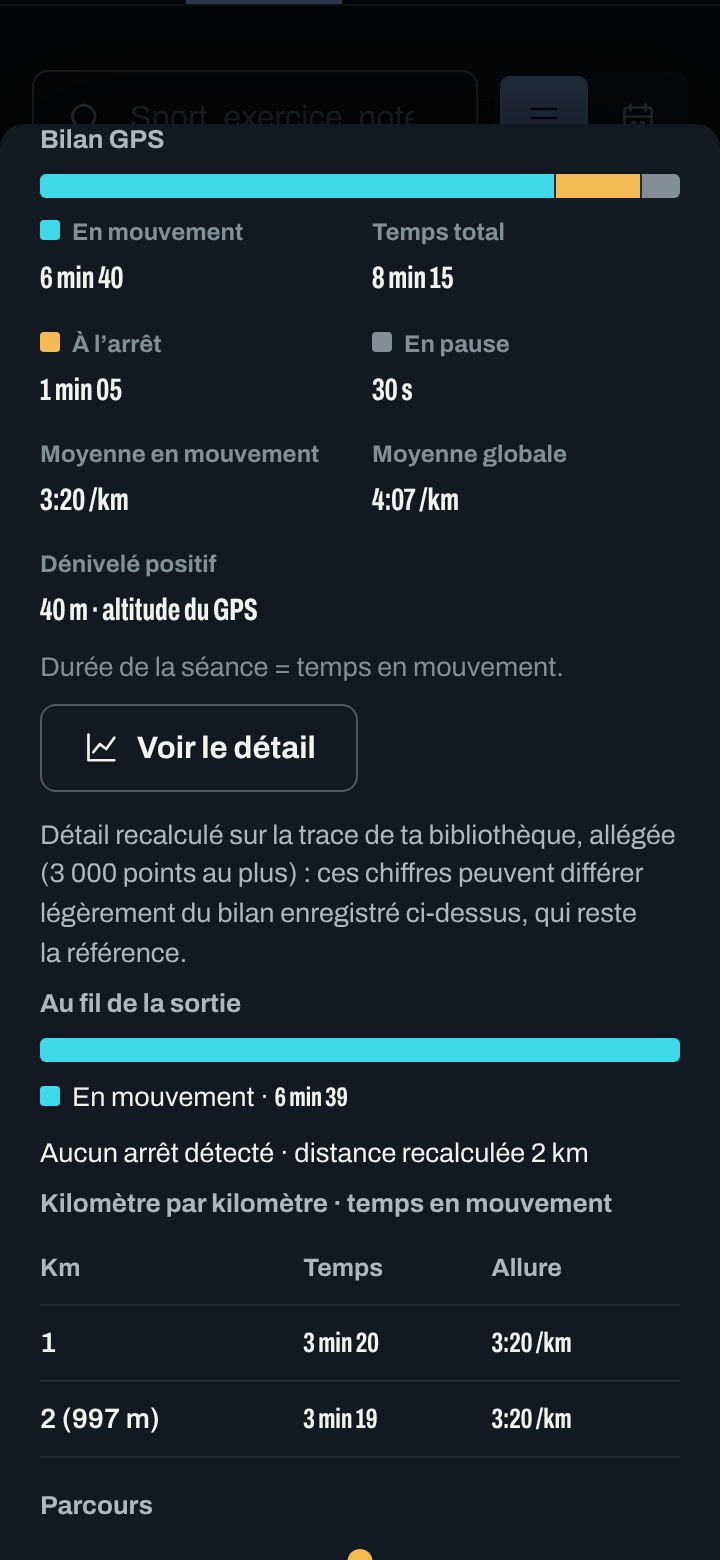 Sport, exercice, note
Bilan GPS
En mouvement
Temps total
6 min 40
8 min 15
À l’arrêt
En pause
1 min 05
30 s
Moyenne en mouvement
Moyenne globale
3:20 /km
4:07 /km
Dénivelé positif
40 m · altitude du GPS
Durée de la séance = temps en mouvement.
Voir le détail
Détail recalculé sur la trace de ta bibliothèque, allégée
(3 000 points au plus) : ces chiffres peuvent différer
légèrement du bilan enregistré ci-dessus, qui reste
la référence.
Au fil de la sortie
En mouvement · 6 min 39
Aucun arrêt détecté · distance recalculée 2 km
Kilomètre par kilomètre · temps en mouvement
Km Temps Allure
1 3 min 20 3:20 /km
2 (997 m) 3 min 19 3:20 /km
Parcours